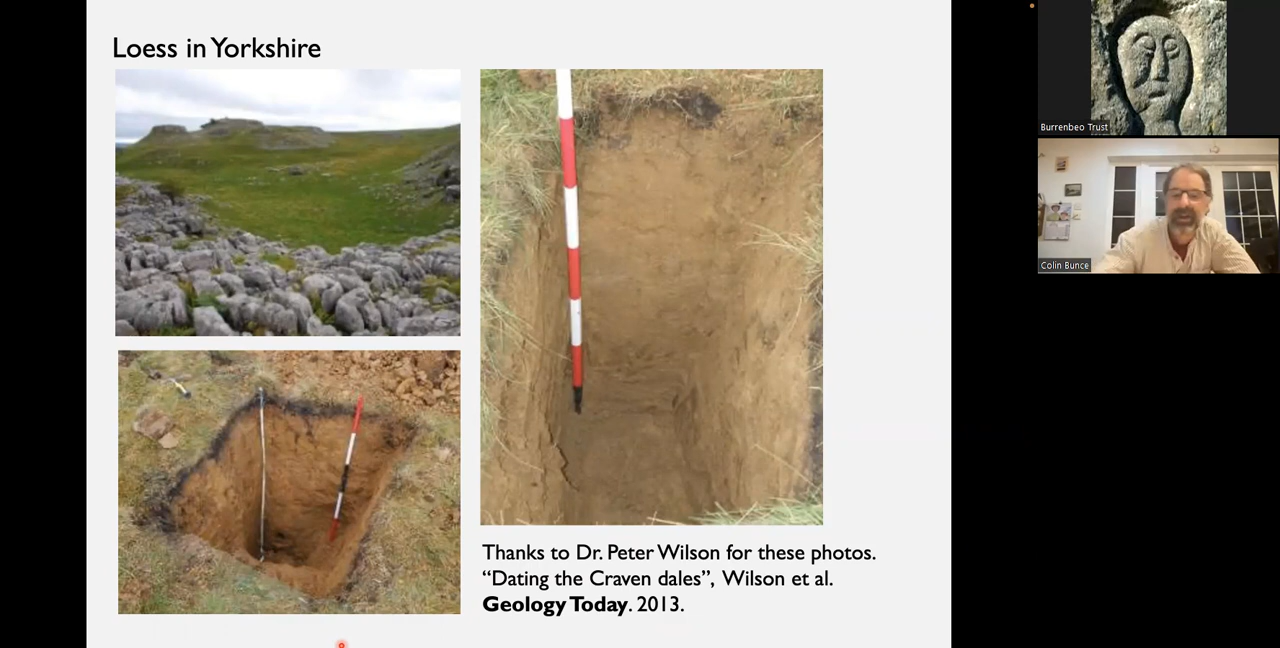 Loess in Yorkshire
Thanks to Dr. Peter Wilson for these photos.
“Dating the Craven dales”, Wilson et al.
Geology Today. 2013.
Burrenbeo Trust
Colin Bunce